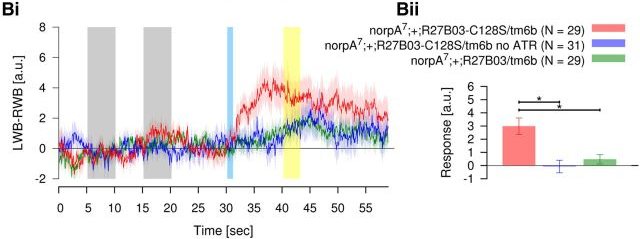 Bi
Bii
norpA7;+;R27B03-C128S/tm6b (N = 29)
norpA7;+;R27B03-C128S/tm6b no ATR (N = 31)
norpA7;+;R27B03/tm6b (N = 29)
LWB-RWB [a.u.]
8
6
4
2
0
-2
0 5 10 15 20 25 30 35 40 45 50 55
Time [sec]
Response [a.u.]
6
5
4
3
2
1
0
-1
*
*